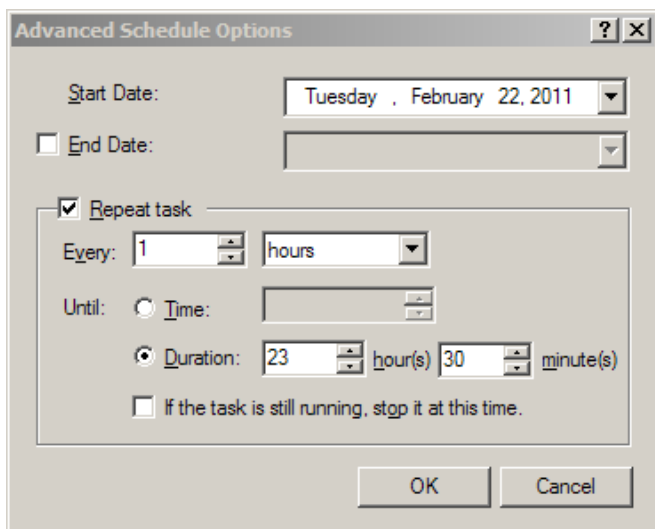 Advanced Schedule Options ? X
Start Date: Tuesday , February 22, 2011
End Date:
Repeat task
Every: 1 hours
Until: Time:
Duration: 23 hour(s) 30 minute(s)
If the task is still running, stop it at this time.
OK Cancel